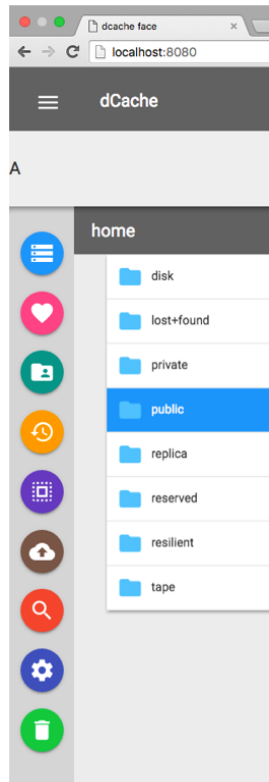 dcache face
localhost:8080
dCache
A
home
disk
lost+found
private
public
replica
reserved
resilient
tape